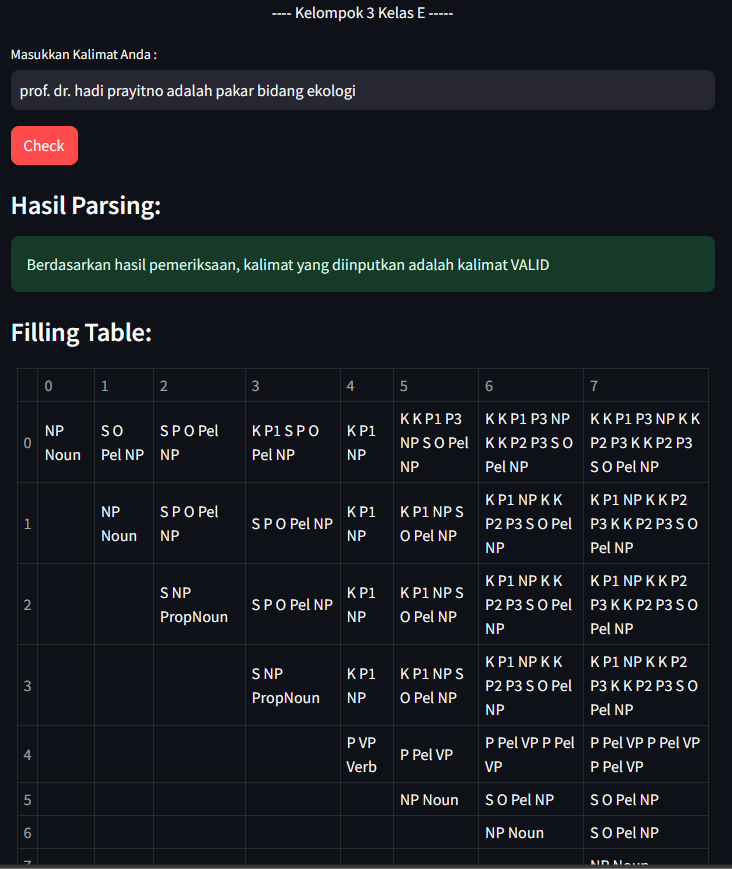 ---- Kelompok 3 Kelas E -----
Masukkan Kalimat Anda :
prof. dr. hadi prayitno adalah pakar bidang ekologi
Check
Hasil Parsing:
Berdasarkan hasil pemeriksaan, kalimat yang diinputkan adalah kalimat VALID
Filling Table:
0 1 2 3 4 5 6 7
0 NP Noun S O Pel NP S P O Pel NP K P1 S P O Pel NP K P1 NP K K P1 P3 NP S O Pel NP K K P1 P3 NP K K P2 P3 S O Pel NP K K P1 P3 NP K K P2 P3 K K P2 P3 S O Pel NP
1 NP Noun S P O Pel NP S P O Pel NP K P1 NP K P1 NP S O Pel NP K P1 NP K K P2 P3 S O Pel NP K P1 NP K K P2 P3 K K P2 P3 S O Pel NP
2 S NP PropNoun S P O Pel NP K P1 NP K P1 NP S O Pel NP K P1 NP K K P2 P3 S O Pel NP K P1 NP K K P2 P3 K K P2 P3 S O Pel NP
3 S NP PropNoun K P1 NP K P1 NP S O Pel NP K P1 NP K K P2 P3 S O Pel NP K P1 NP K K P2 P3 K K P2 P3 S O Pel NP
4 P VP Verb P Pel VP P Pel VP P Pel VP P Pel VP P Pel VP P Pel VP
5 NP Noun S O Pel NP S O Pel NP
6 NP Noun S O Pel NP
7 NP Noun